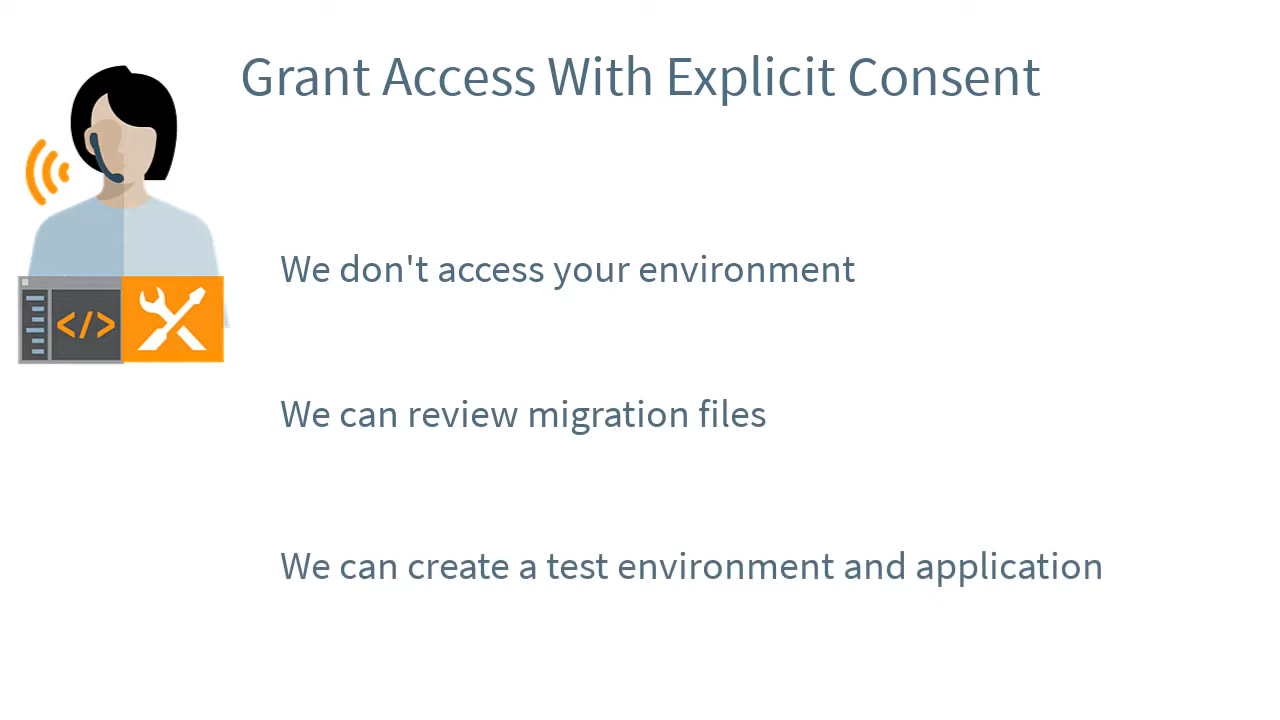 Grant Access With Explicit Consent
We don't access your environment
</>
We can review migration files
We can create a test environment and application